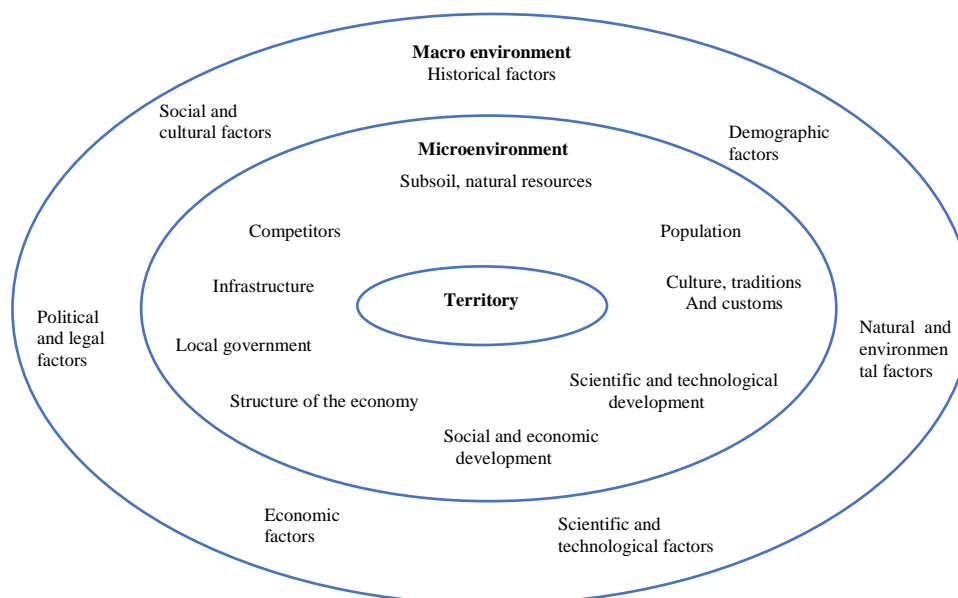 Macro environment
Historical factors
Social and
cultural factors
Demographic
factors
Microenvironment
Subsoil, natural resources
Competitors
Population
Infrastructure
Culture, traditions
And customs
Territory
Political
and legal
factors
Local government
Natural and
environmen
tal factors
Structure of the economy
Scientific and technological
development
Social and economic
development
Economic
factors
Scientific and
technological factors